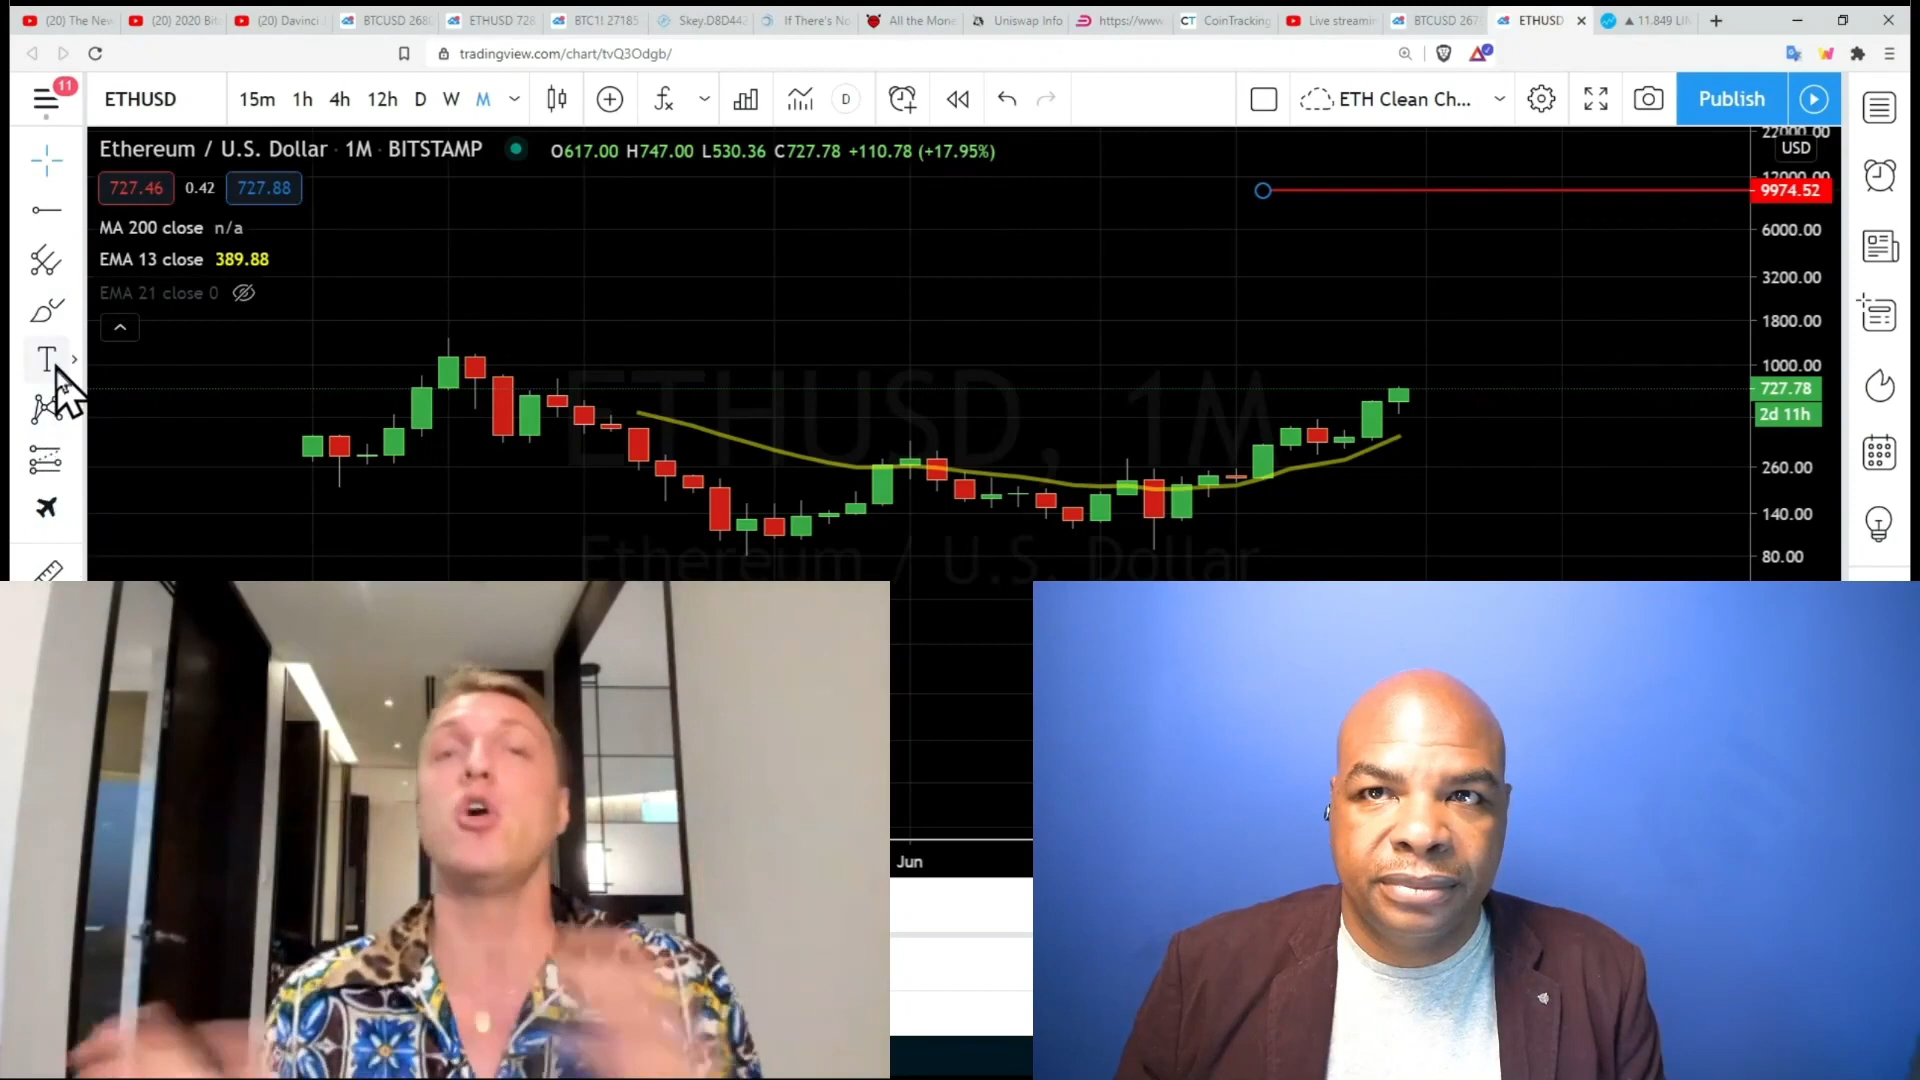 (20) The New
(20) 2020 Bit
(20) Davinci
BTCUSD 268
ETHUSD 728
BTC1! 27185
Skey.D8D442
If There's No
All the Mone
Uniswap Info
https://www
CoinTracking
Live streamin
BTCUSD 267
ETHUSD
▲ 11.849 LIN
tradingview.com/chart/tvQ3Odgb/
11
ETHUSD
15m 1h 4h 12h D W M
D
ETH Clean Ch...
Publish
Ethereum / U.S. Dollar · 1M · BITSTAMP
O617.00 H747.00 L530.36 C727.78 +110.78 (+17.95%)
727.46 0.42 727.88
MA 200 close n/a
EMA 13 close 389.88
EMA 21 close 0
22000.00
USD
12000.00
9974.52
6000.00
3200.00
1800.00
1000.00
727.78
2d 11h
260.00
140.00
80.00
ETHUSD, 1M
Ethereum / U.S. Dollar
Jun